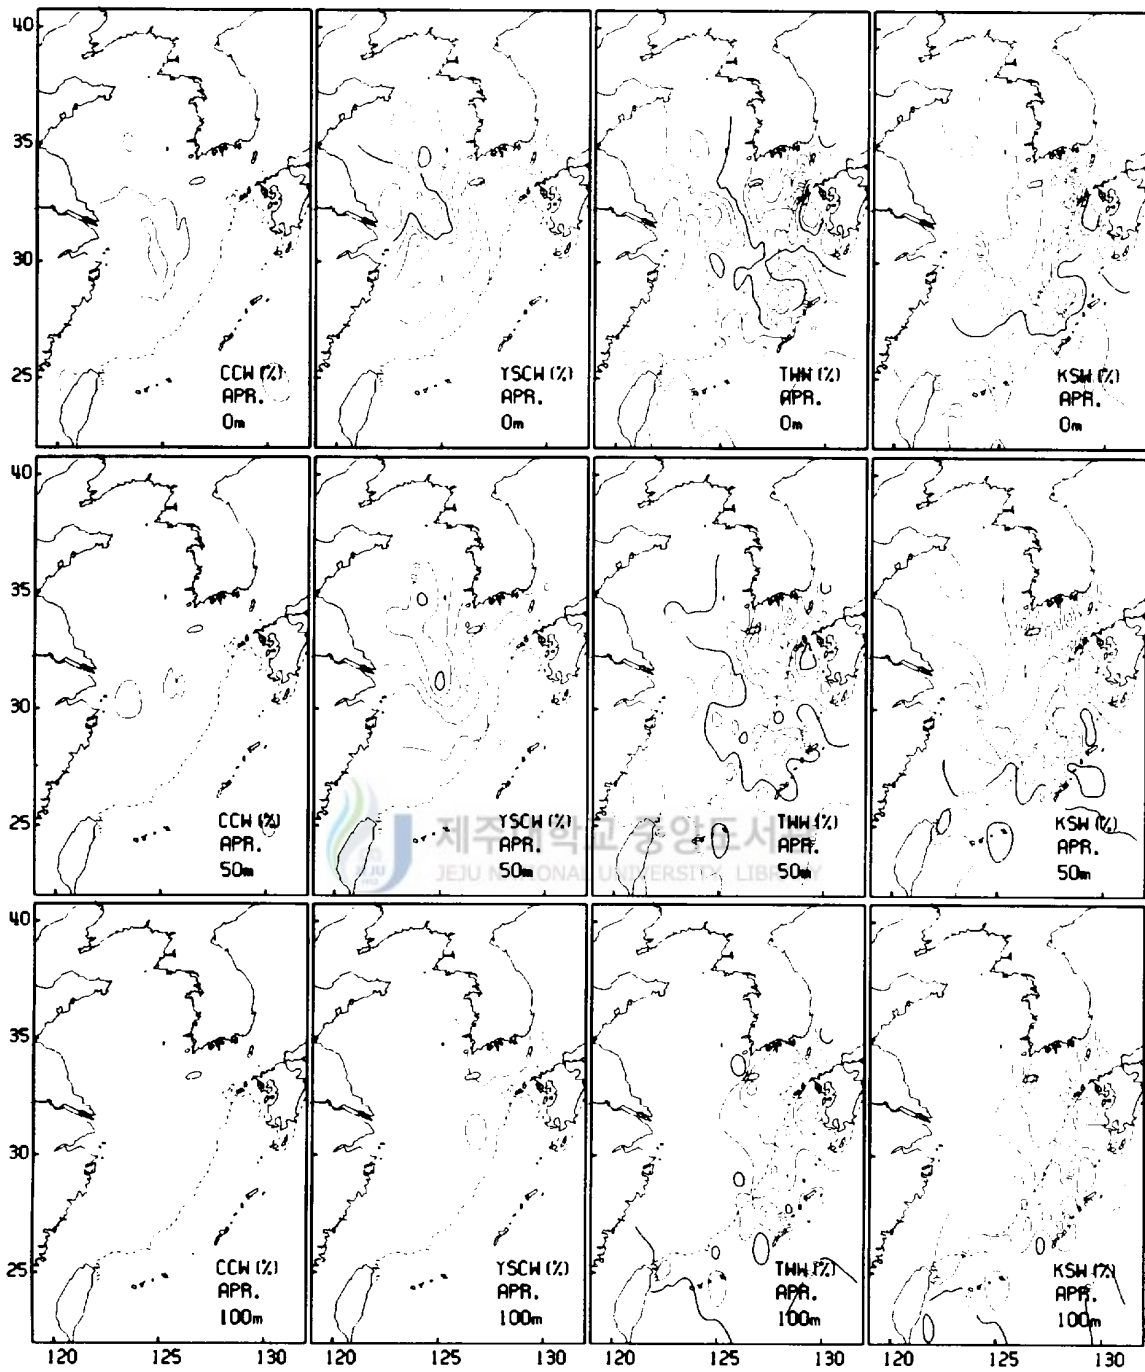 40
35
30
25
CCW (%)
APR.
0m
YSCW (%)
APR.
0m
TWW (%)
APR.
0m
KSW (%)
APR.
0m
40
35
30
25
CCW (%)
APR.
50m
YSCW (%)
APR.
50m
TWW (%)
APR.
50m
KSW (%)
APR.
50m
제주대학교 중앙도서관
JEJU NATIONAL UNIVERSITY LIBRARY
40
35
30
25
CCW (%)
APR.
100m
YSCW (%)
APR.
100m
TWW (%)
APR.
100m
KSW (%)
APR.
100m
120 125 130 120 125 130 120 125 130 120 125 130